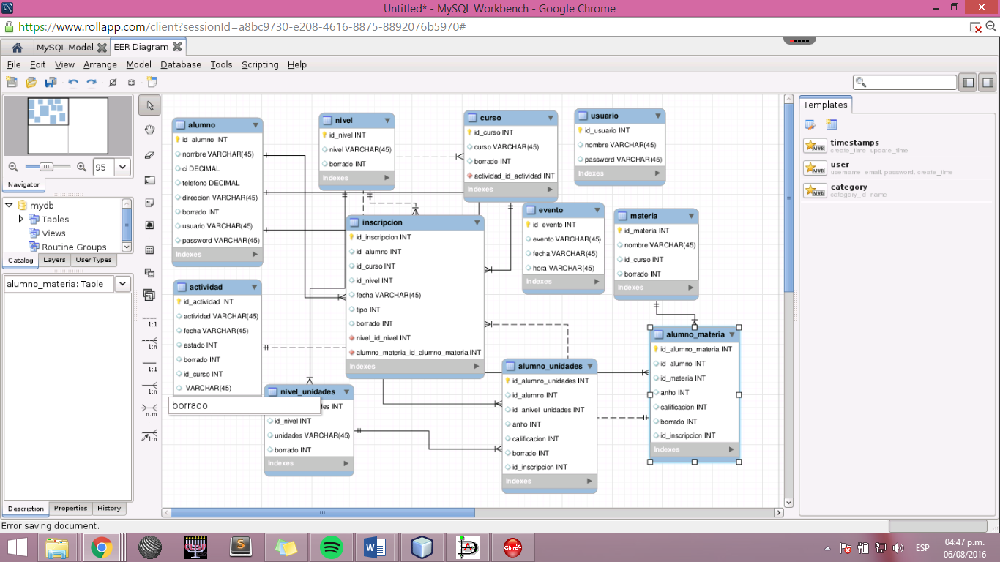 Untitled* - MySQL Workbench - Google Chrome
https://www.rollapp.com/client?sessionId=a8bc9730-e208-4616-8875-8892076b5970#
MySQL Model
EER Diagram
File Edit View Arrange Model Database Tools Scripting Help
95
Navigator
mydb
Tables
Views
Routine Groups
Catalog Layers User Types
alumno_materia: Table
Description Properties History
Error saving document.
1:1
1:n
1:1
1:n
n:m
1:n
alumno
id_alumno INT
nombre VARCHAR(45)
ci DECIMAL
telefono DECIMAL
direccion VARCHAR(45)
borrado INT
usuario VARCHAR(45)
password VARCHAR(45)
Indexes
nivel
id_nivel INT
nivel VARCHAR(45)
borrado INT
Indexes
curso
id_curso INT
curso VARCHAR(45)
borrado INT
actividad_id_actividad INT
Indexes
usuario
id_usuario INT
nombre VARCHAR(45)
password VARCHAR(45)
Indexes
inscripcion
id_inscripcion INT
id_alumno INT
id_curso INT
id_nivel INT
fecha VARCHAR(45)
tipo INT
borrado INT
nivel_id_nivel INT
alumno_materia_id_alumno_materia INT
Indexes
evento
id_evento INT
evento VARCHAR(45)
fecha VARCHAR(45)
hora VARCHAR(45)
Indexes
materia
id_materia INT
nombre VARCHAR(45)
id_curso INT
borrado INT
Indexes
actividad
id_actividad INT
actividad VARCHAR(45)
fecha VARCHAR(45)
estado INT
borrado INT
id_curso INT
VARCHAR(45)
borrado
nivel_unidades
des INT
id_nivel INT
unidades VARCHAR(45)
borrado INT
Indexes
alumno_unidades
id_alumno_unidades INT
id_alumno INT
id_anivel_unidades INT
anho INT
calificacion INT
borrado INT
id_inscripcion INT
Indexes
alumno_materia
id_alumno_materia INT
id_alumno INT
id_materia INT
anho INT
calificacion INT
borrado INT
id_inscripcion INT
Indexes
Templates
timestamps
create_time, update_time
user
username, email, password, create_time
category
category_id, name
MWB
MWB
MWB
ESP
04:47 p.m.
06/08/2016